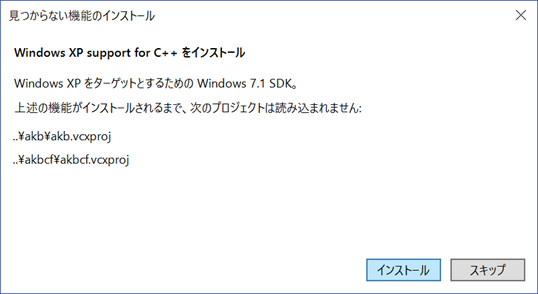 見つからない機能のインストール
Windows XP support for C++ をインストール
Windows XP をターゲットとするための Windows 7.1 SDK。
上述の機能がインストールされるまで、次のプロジェクトは読み込まれません:
..¥akb¥akb.vcxproj
..¥akbcf¥akbcf.vcxproj
インストール
スキップ